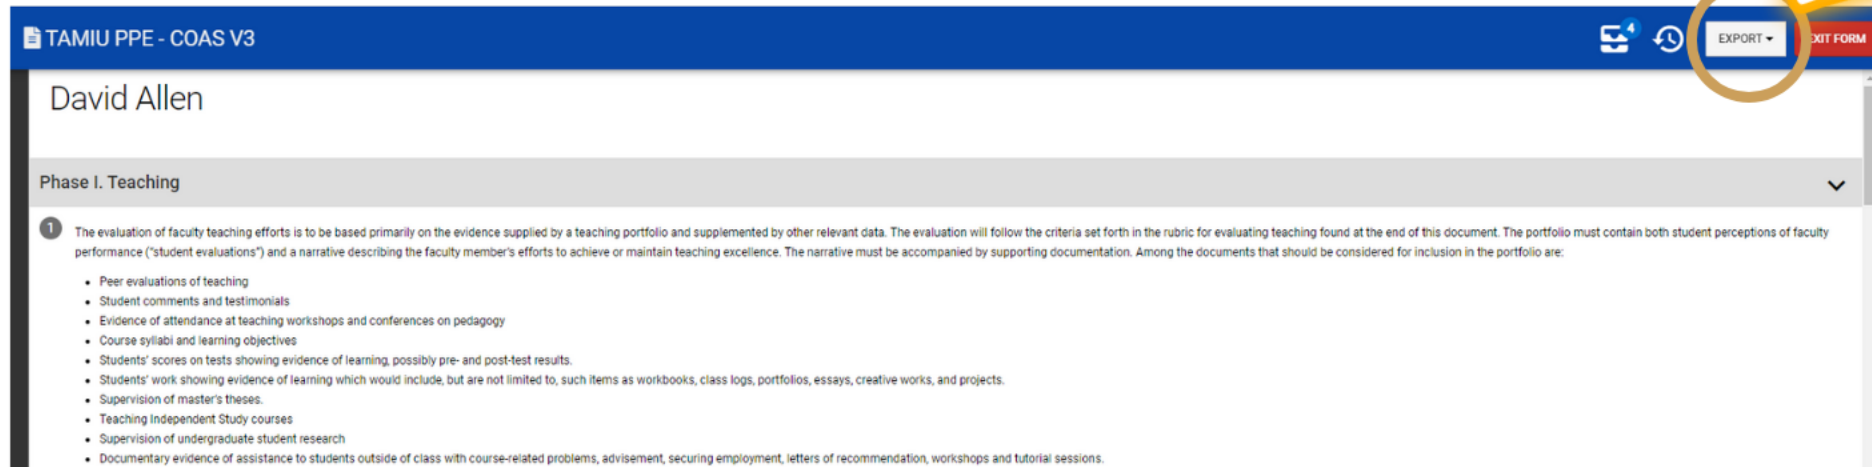 TAMIU PPE - COAS V3
4
EXPORT
EXIT FORM
David Allen
Phase I. Teaching
1
The evaluation of faculty teaching efforts is to be based primarily on the evidence supplied by a teaching portfolio and supplemented by other relevant data. The evaluation will follow the criteria set forth in the rubric for evaluating teaching found at the end of this document. The portfolio must contain both student perceptions of faculty
performance ("student evaluations") and a narrative describing the faculty member's efforts to achieve or maintain teaching excellence. The narrative must be accompanied by supporting documentation. Among the documents that should be considered for inclusion in the portfolio are:
• Peer evaluations of teaching
• Student comments and testimonials
• Evidence of attendance at teaching workshops and conferences on pedagogy
• Course syllabi and learning objectives
• Students' scores on tests showing evidence of learning, possibly pre- and post-test results.
• Students' work showing evidence of learning which would include, but are not limited to, such items as workbooks, class logs, portfolios, essays, creative works, and projects.
• Supervision of master's theses.
• Teaching Independent Study courses
• Supervision of undergraduate student research
• Documentary evidence of assistance to students outside of class with course-related problems, advisement, securing employment, letters of recommendation, workshops and tutorial sessions.